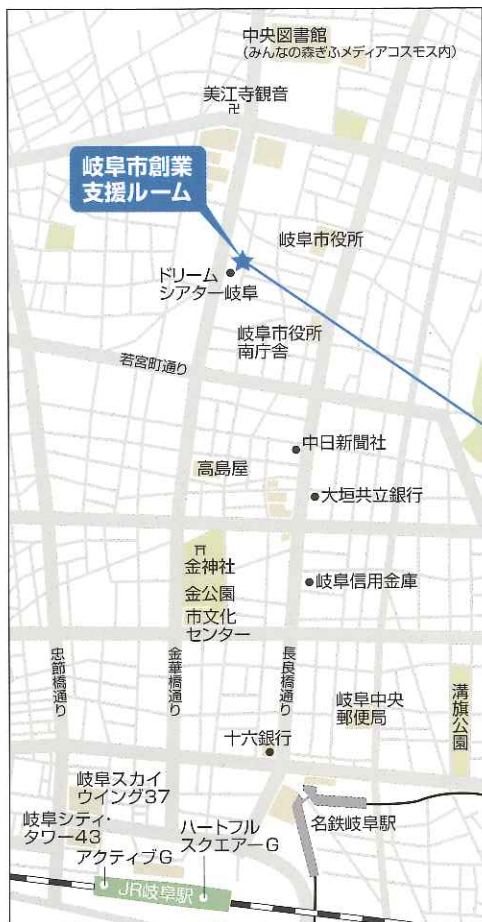 中央図書館
（みんなの森ぎふメディアコスモス内）
美江寺観音
卍
岐阜市創業
支援ルーム
岐阜市役所
ドリーム
シアター岐阜
岐阜市役所
南庁舎
若宮町通り
中日新聞社
高島屋
大垣共立銀行
金神社
金公園
市文化
センター
岐阜信用金庫
忠節橋通り
金華橋通り
長良橋通り
岐阜中央
郵便局
溝旗公園
十六銀行
岐阜スカイ
ウイング37
名鉄岐阜駅
岐阜シティ・
タワー43
ハートフル
スクエアーG
アクティブG
JR岐阜駅